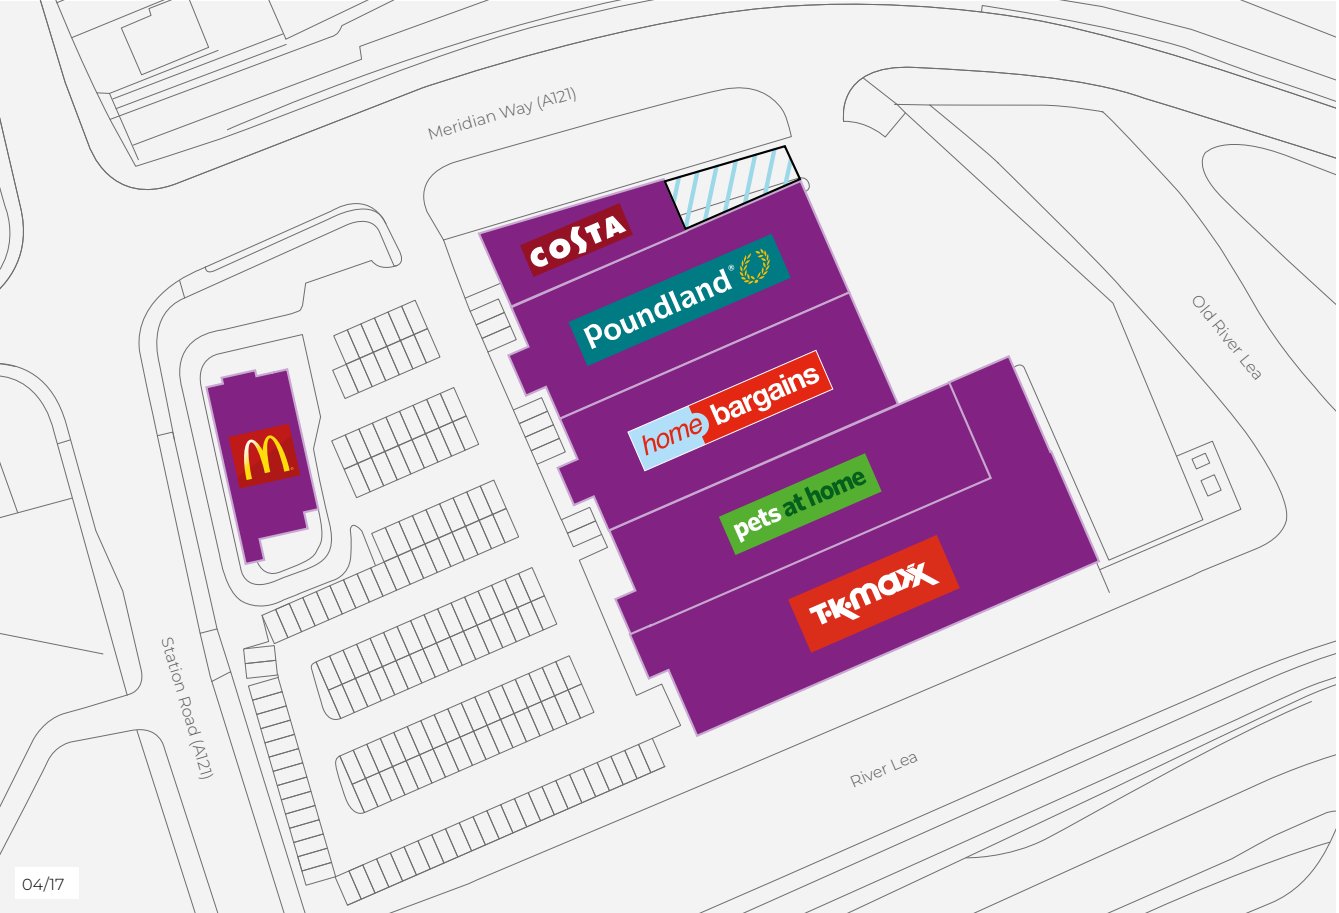 Meridian Way (A121)
COSTA
Poundland®
home bargains
Old River Lea
pets at home
T·K·maxx
Station Road (A121)
River Lea
04/17